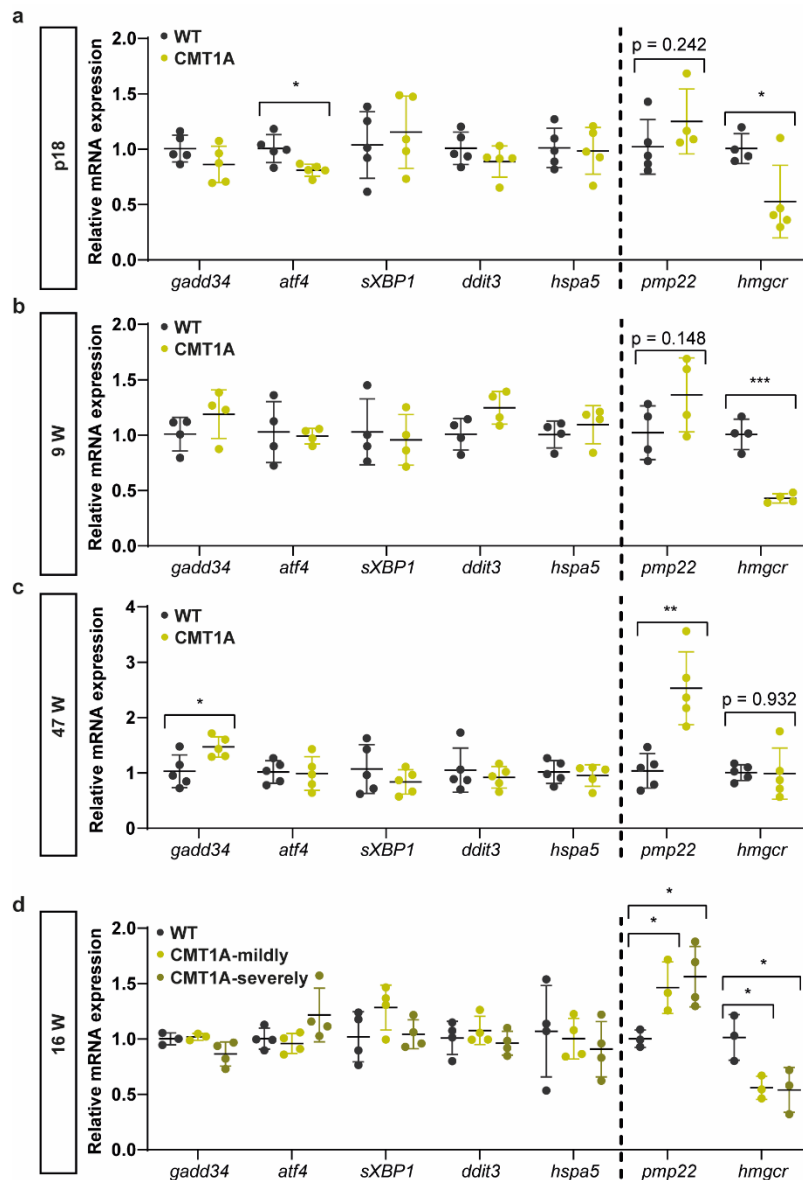 a
p18
Relative mRNA expression
2.0
1.5
1.0
0.5
0.0
WT
CMT1A
*
p = 0.242
*
gadd34 atf4 sXBP1 ddit3 hspa5 pmp22 hmgcr
b
9 W
Relative mRNA expression
2.0
1.5
1.0
0.5
0.0
WT
CMT1A
p = 0.148
***
gadd34 atf4 sXBP1 ddit3 hspa5 pmp22 hmgcr
c
47 W
Relative mRNA expression
4
3
2
1
0
WT
CMT1A
*
**
p = 0.932
gadd34 atf4 sXBP1 ddit3 hspa5 pmp22 hmgcr
d
16 W
Relative mRNA expression
2.0
1.5
1.0
0.5
0.0
WT
CMT1A-mildly
CMT1A-severely
*
*
*
*
gadd34 atf4 sXBP1 ddit3 hspa5 pmp22 hmgcr